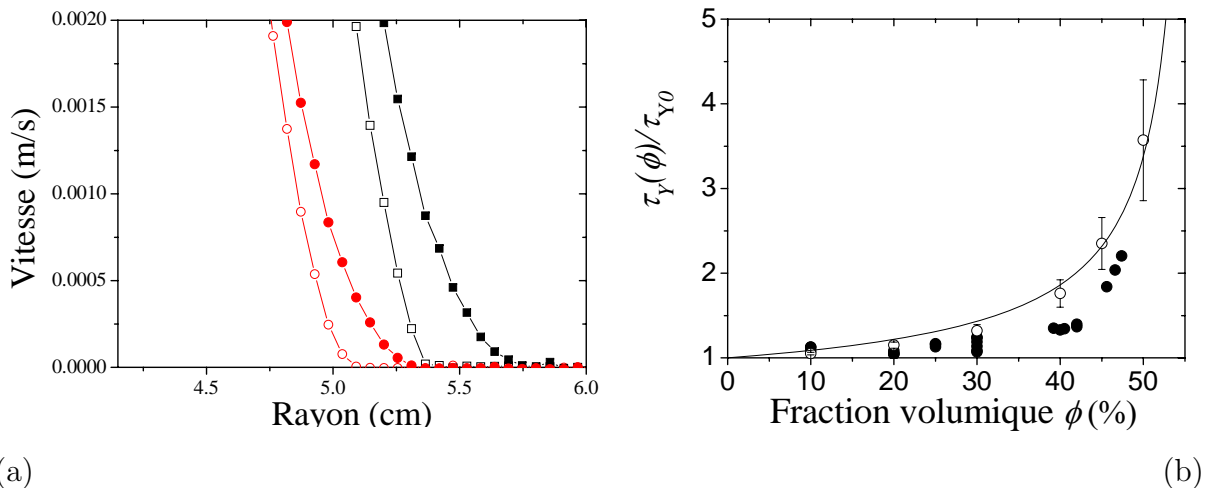 0.0020
0.0015
0.0010
0.0005
0.0000
Vitesse (m/s)
4.5 5.0 5.5 6.0
Rayon (cm)
(a)
5
4
3
2
1
τY(ϕ)/τY0
0 10 20 30 40 50
Fraction volumique ϕ (%)
(b)